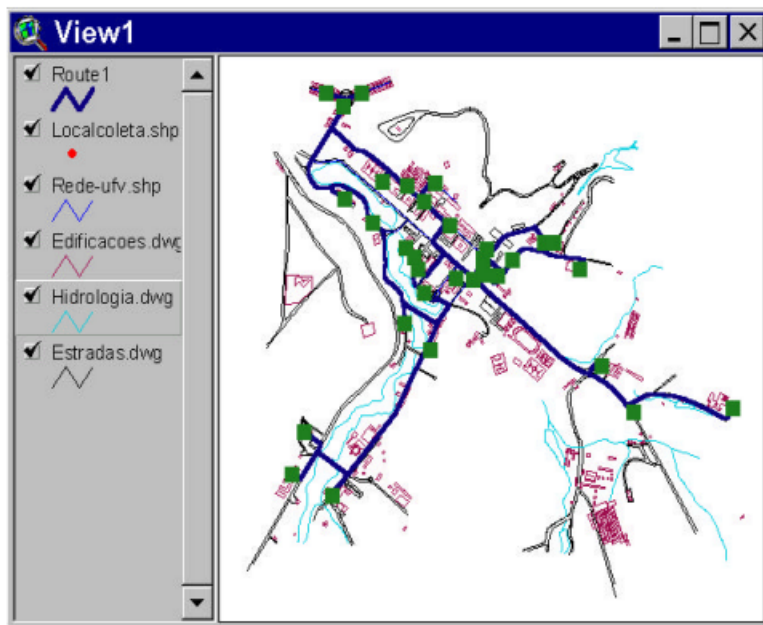 View1
Route1
Localcoleta.shp
Rede-ufv.shp
Edificacoes.dwg
Hidrologia.dwg
Estradas.dwg